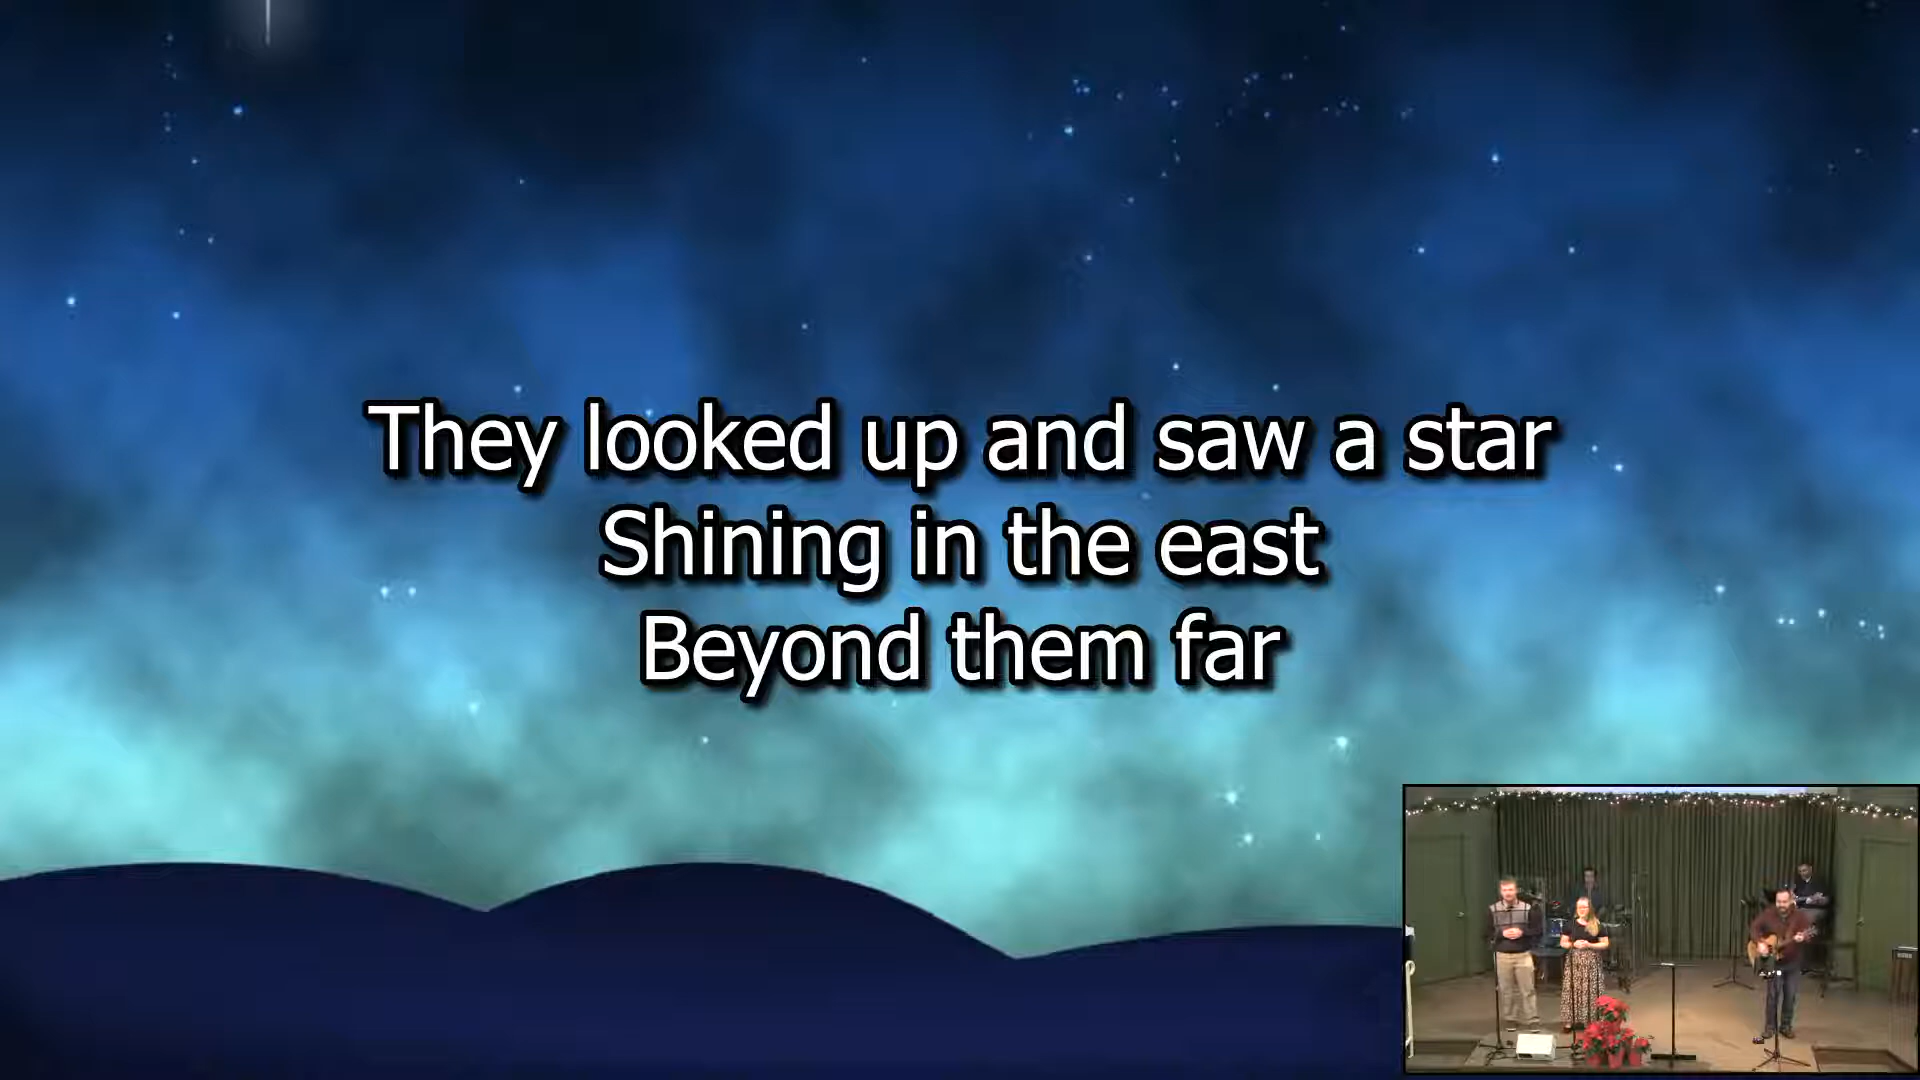 They looked up and saw a star
Shining in the east
Beyond them far